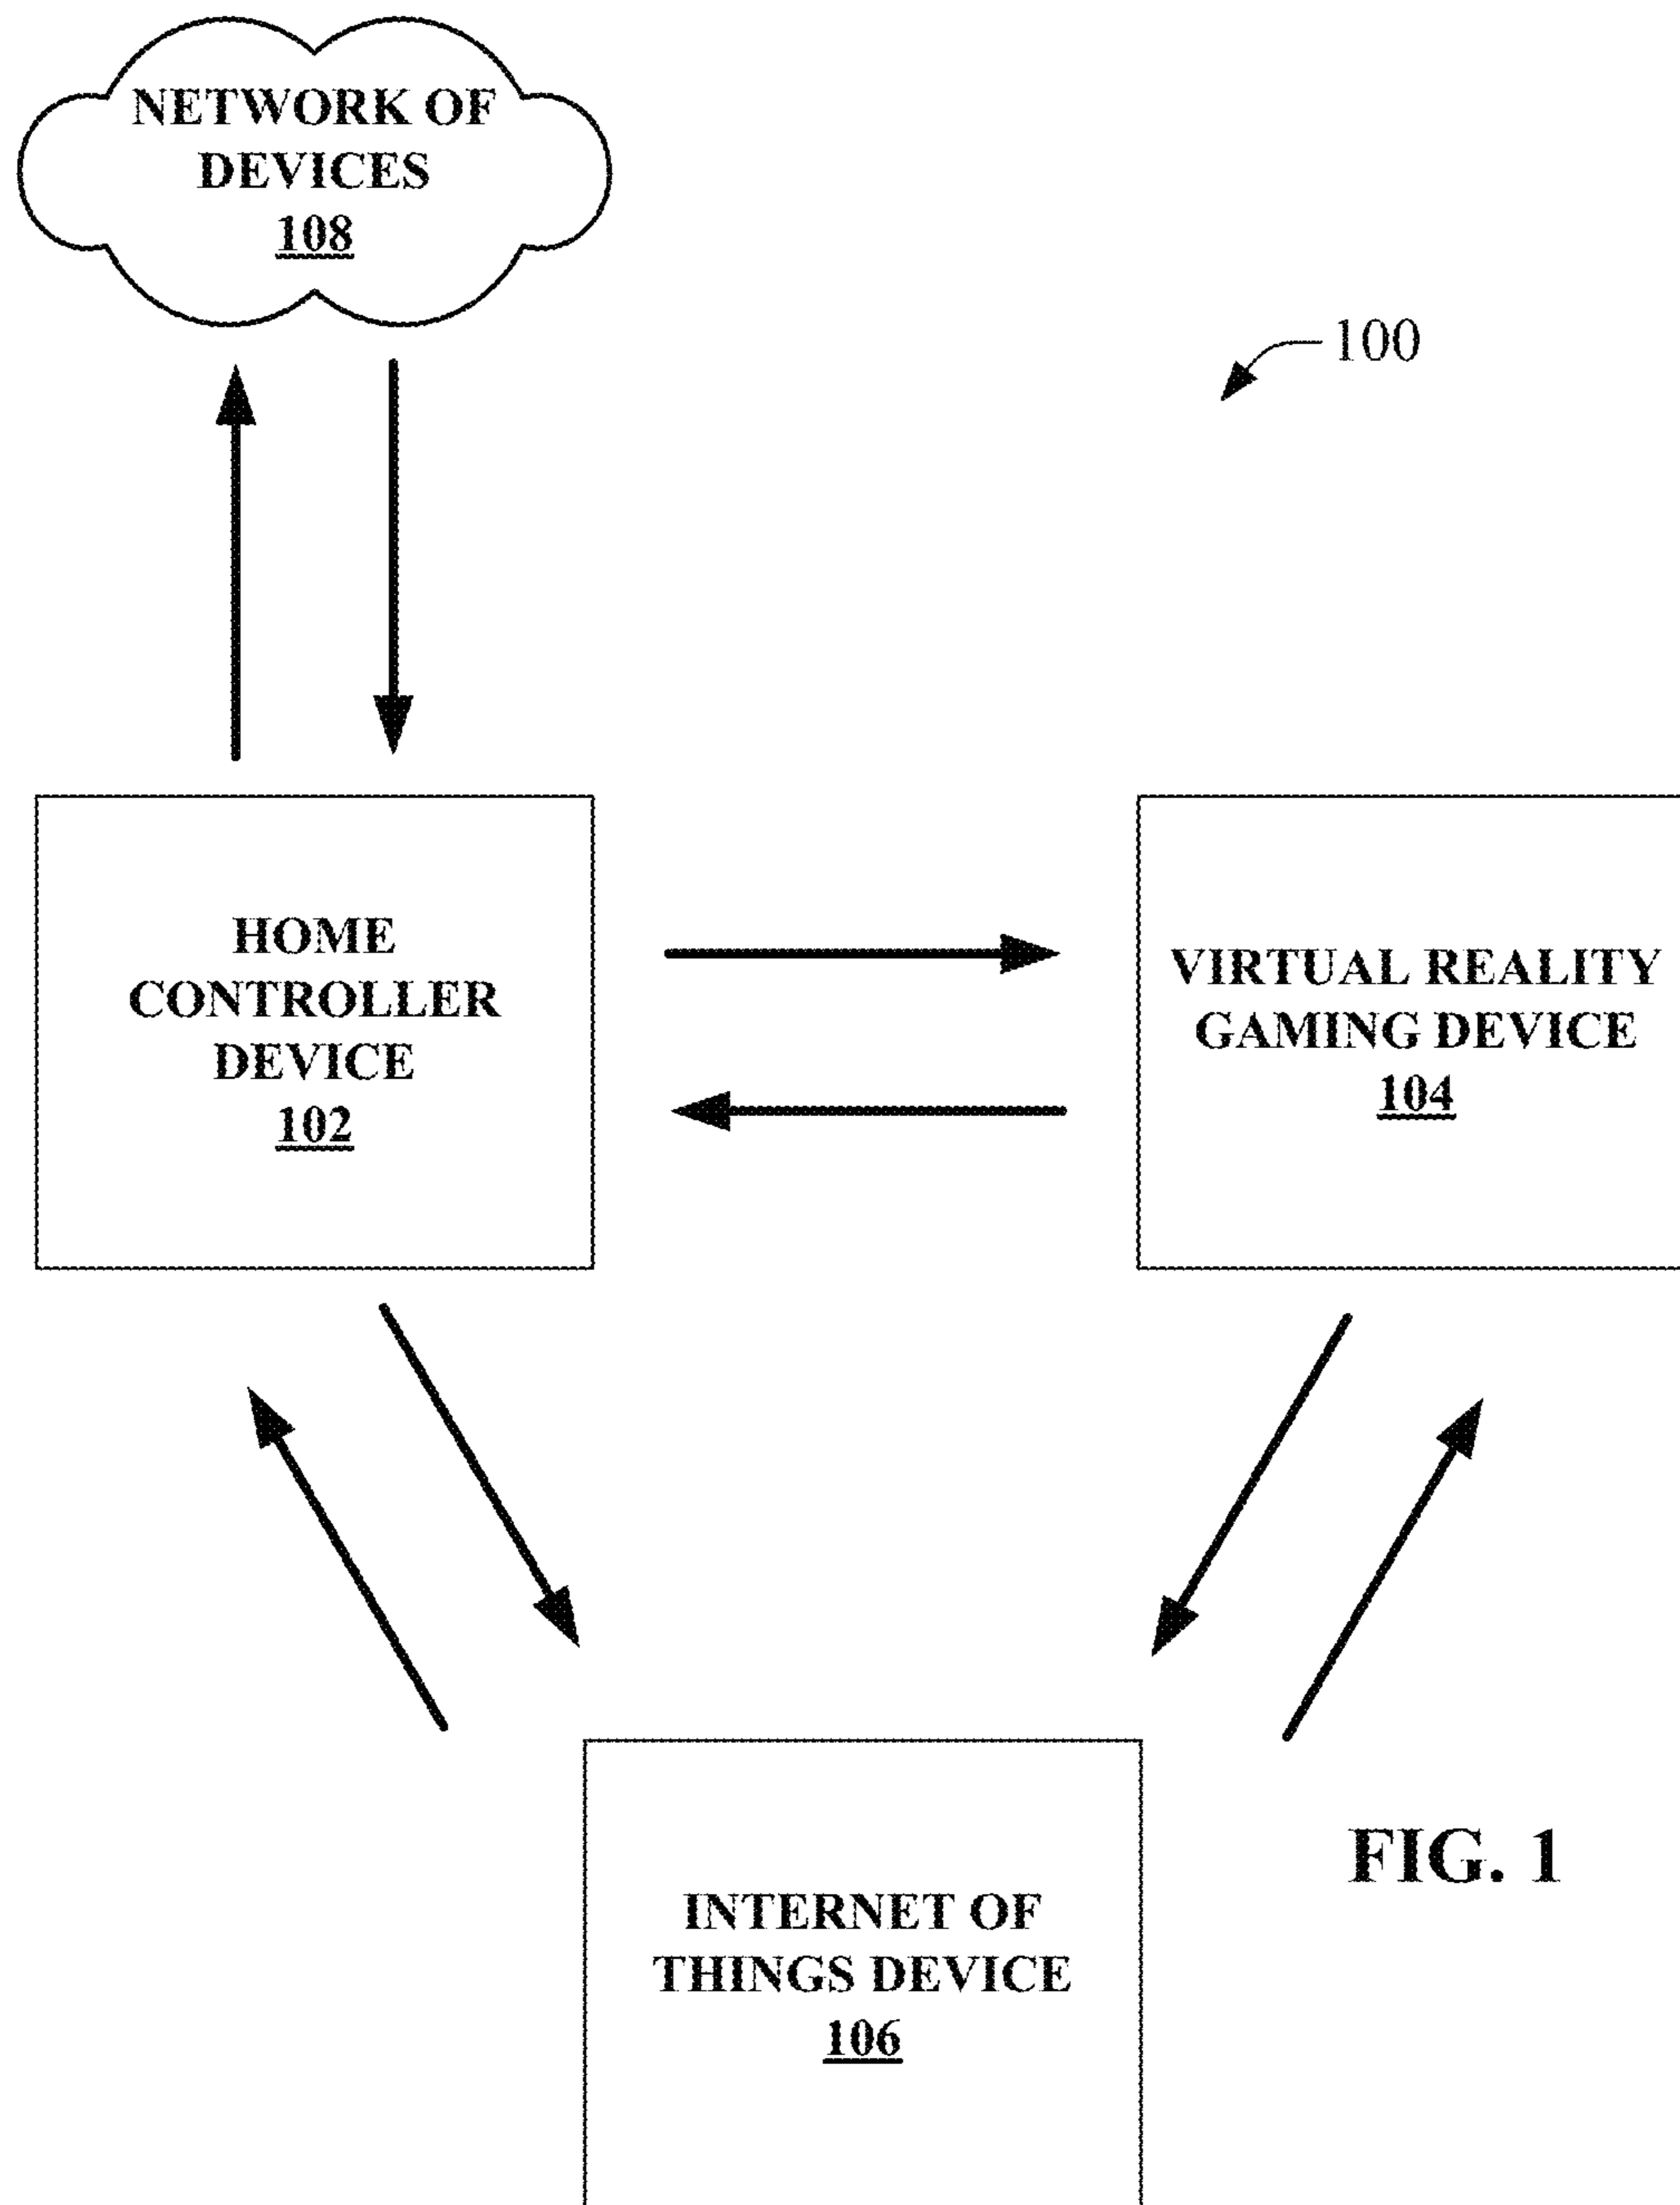 NETWORK OF
DEVICES
108
100
HOME
CONTROLLER
DEVICE
102
VIRTUAL REALITY
GAMING DEVICE
104
INTERNET OF
THINGS DEVICE
106
FIG. 1